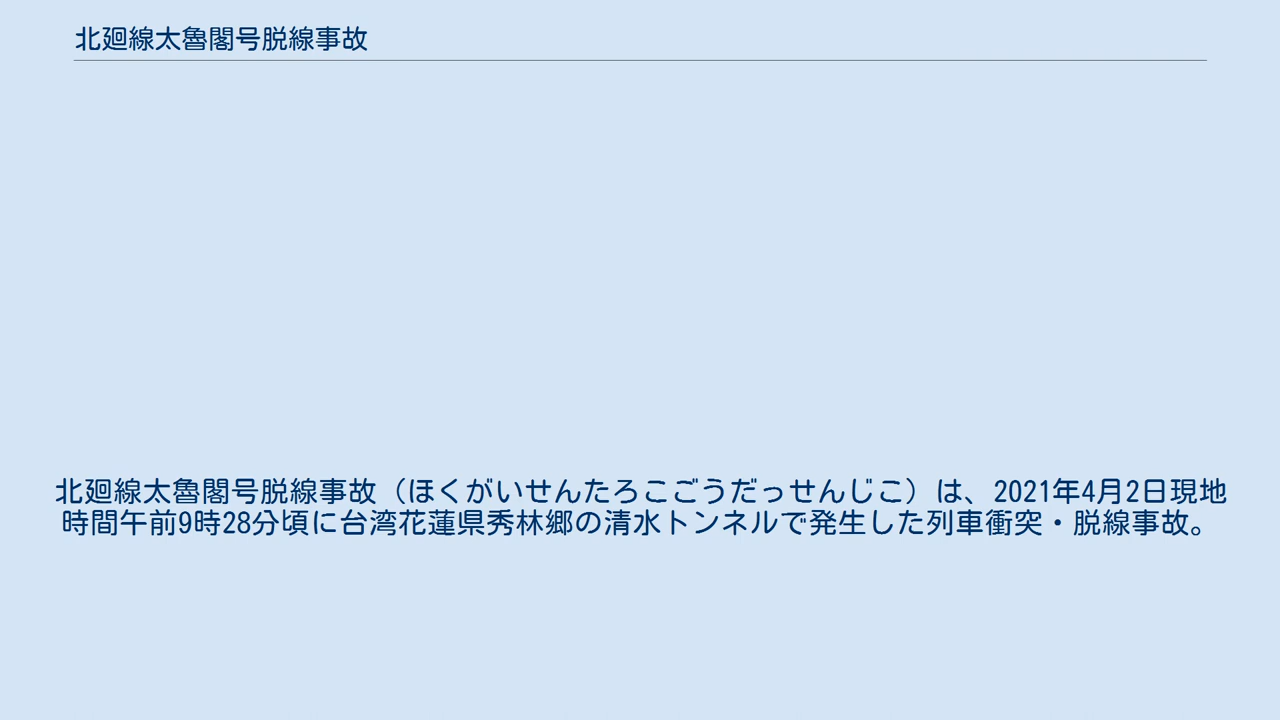 北廻線太魯閣号脱線事故
北廻線太魯閣号脱線事故（ほくがいせんたろこごうだっせんじこ）は、2021年4月2日現地
時間午前9時28分頃に台湾花蓮県秀林郷の清水トンネルで発生した列車衝突・脱線事故。